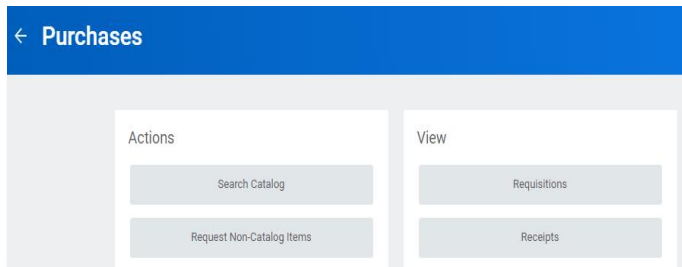 ← Purchases
Actions
Search Catalog
Request Non-Catalog Items
View
Requisitions
Receipts